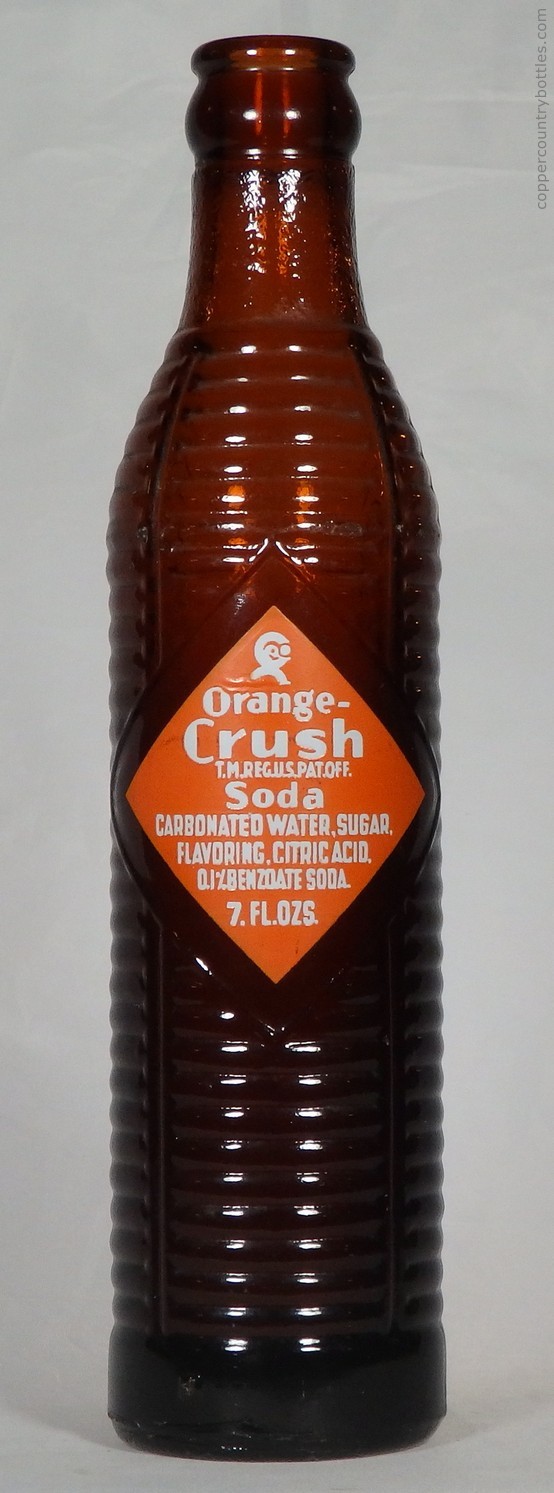 coppercountrybottles.com
Orange-
Crush
T.M.REG.U.S.PAT.OFF.
Soda
CARBONATED WATER, SUGAR,
FLAVORING, CITRIC ACID,
0.1% BENZOATE SODA.
7. FL.OZS.